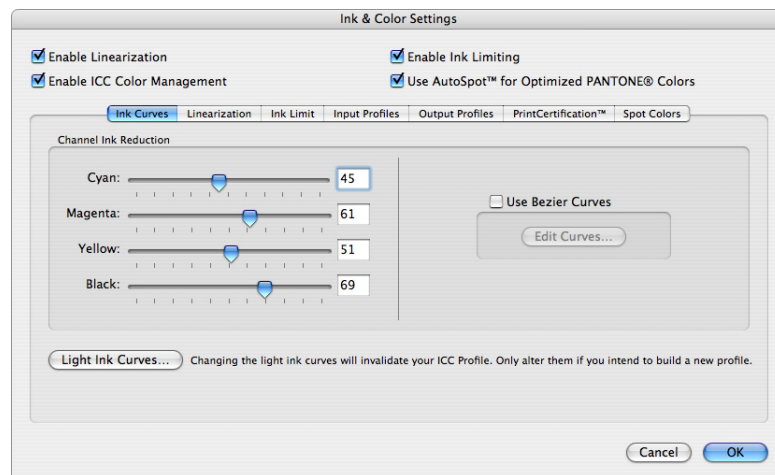 Ink & Color Settings
Enable Linearization
Enable Ink Limiting
Enable ICC Color Management
Use AutoSpot™ for Optimized PANTONE® Colors
Ink Curves Linearization Ink Limit Input Profiles Output Profiles PrintCertification™ Spot Colors
Channel Ink Reduction
Cyan: 45
Magenta: 61
Use Bezier Curves
Edit Curves...
Yellow: 51
Black: 69
Light Ink Curves... Changing the light ink curves will invalidate your ICC Profile. Only alter them if you intend to build a new profile.
Cancel OK